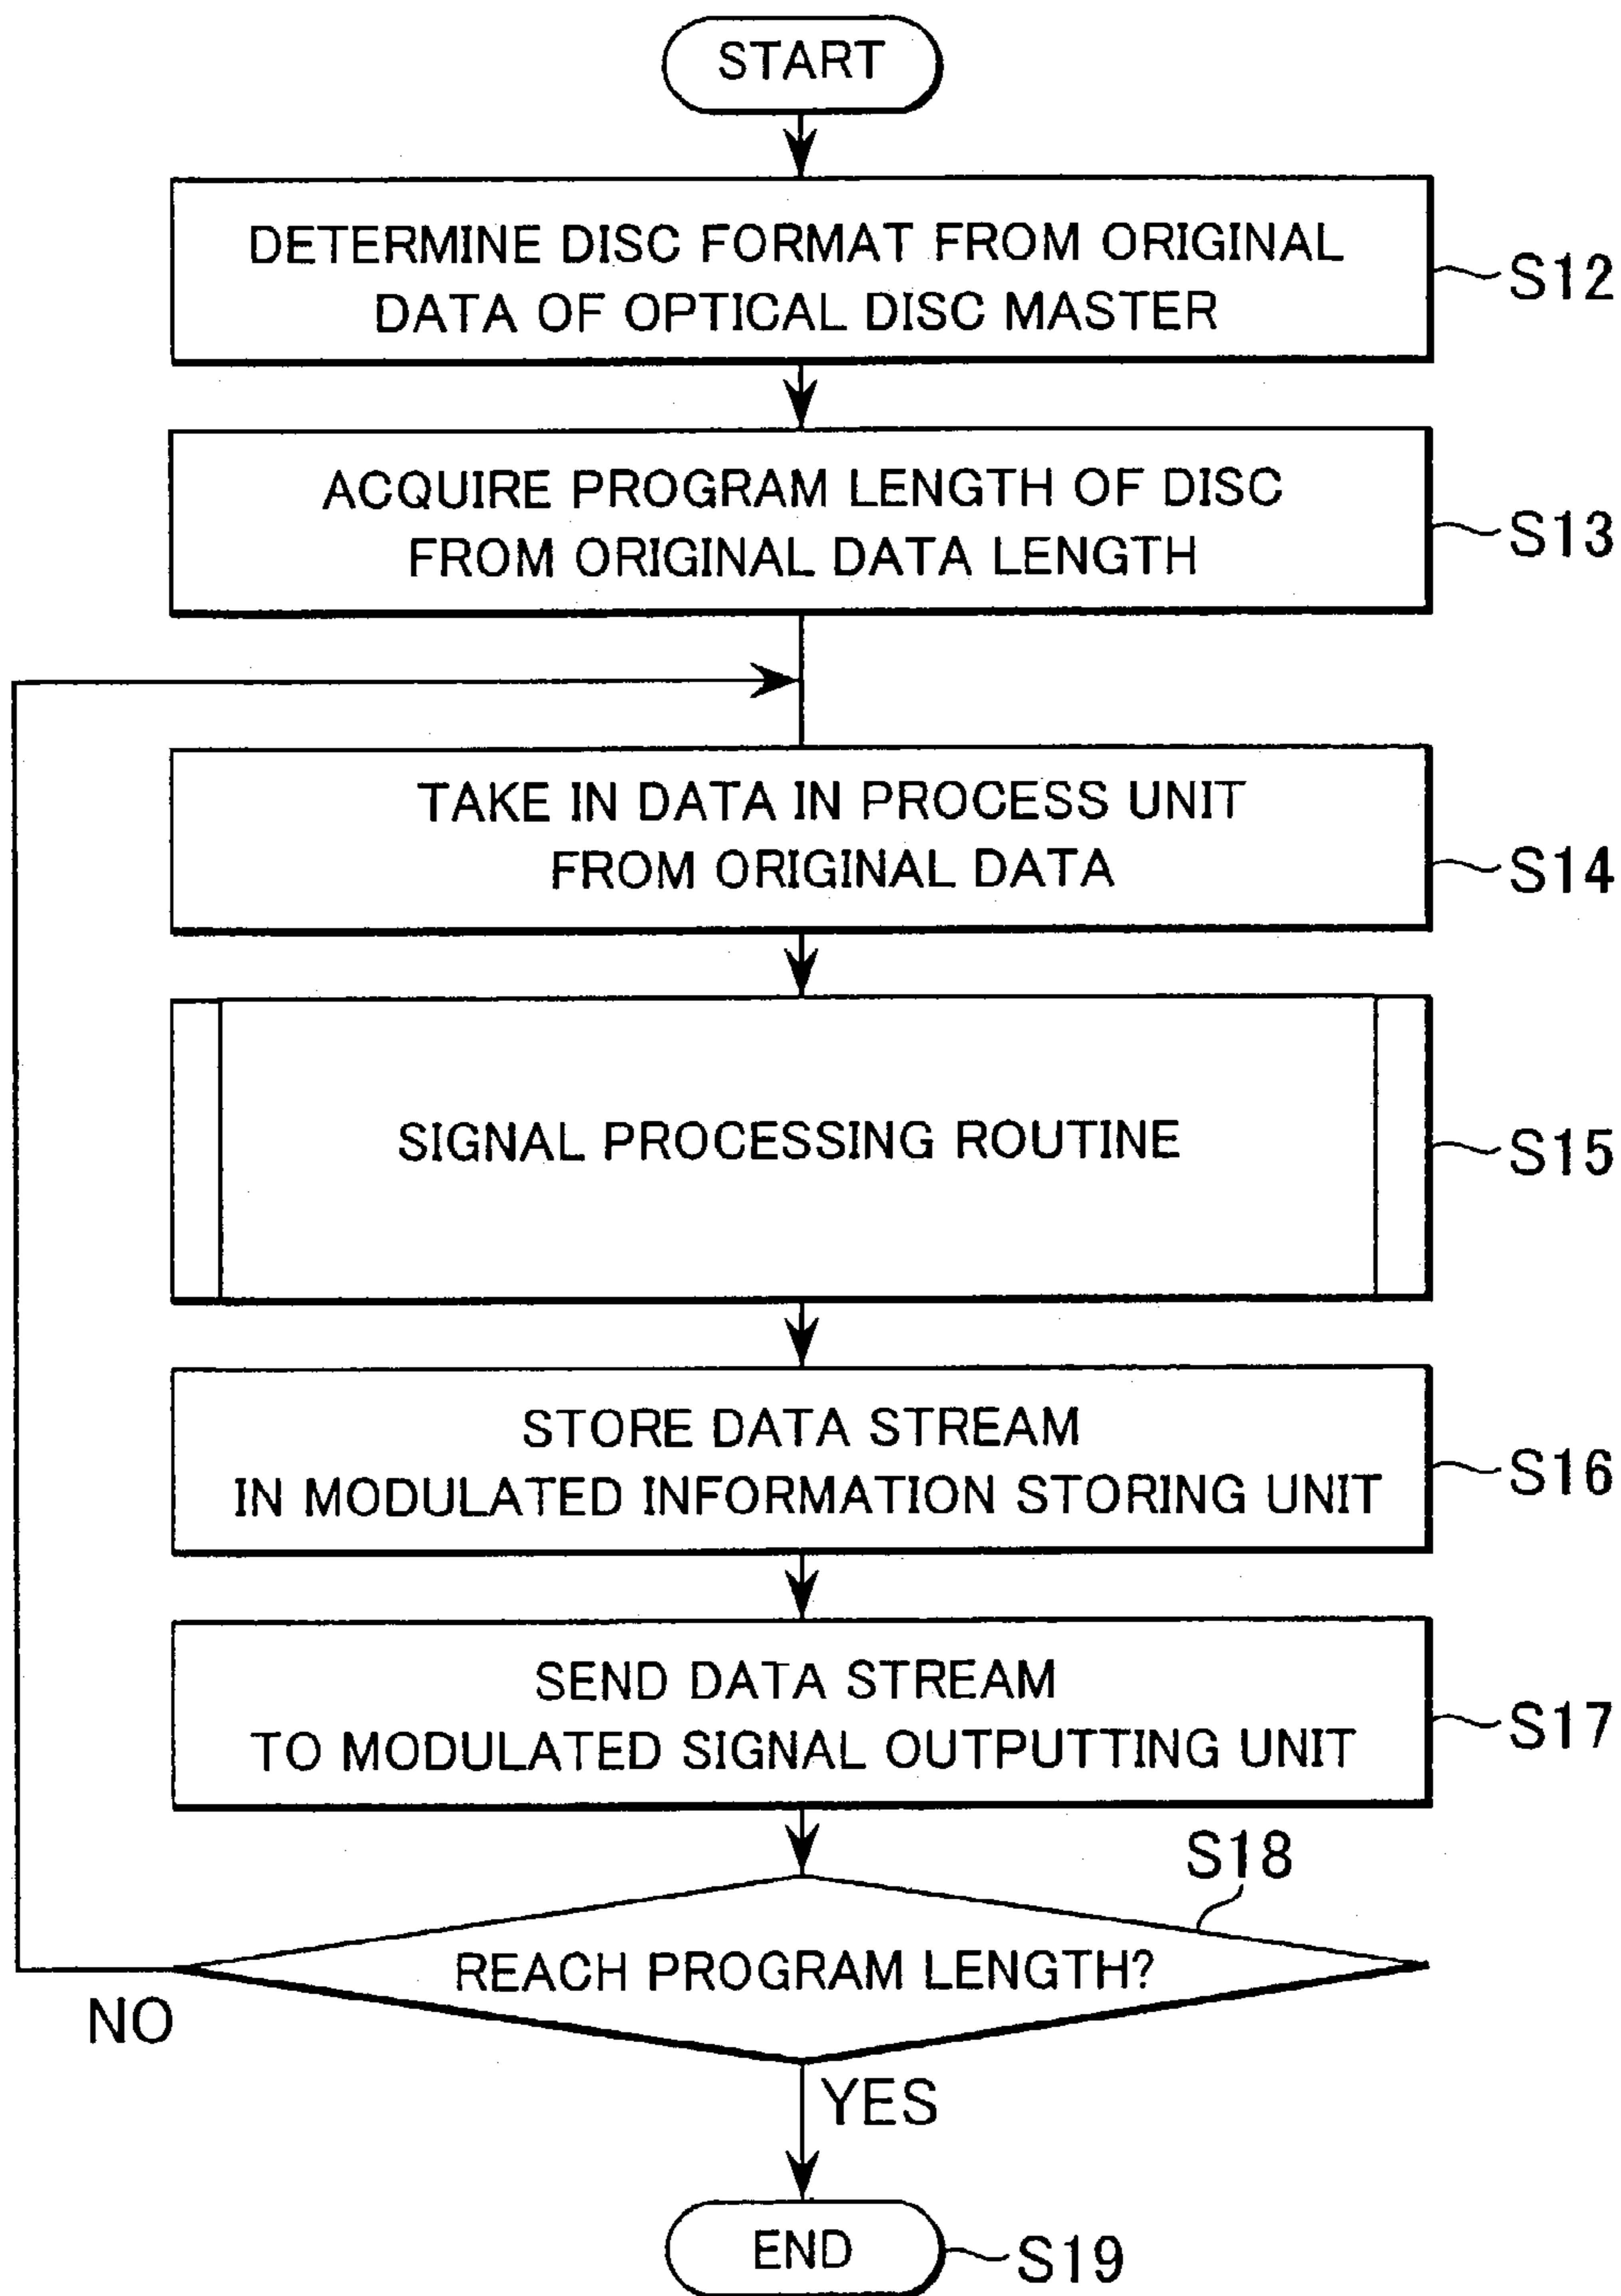 START
DETERMINE DISC FORMAT FROM ORIGINAL
DATA OF OPTICAL DISC MASTER
S12
ACQUIRE PROGRAM LENGTH OF DISC
FROM ORIGINAL DATA LENGTH
S13
TAKE IN DATA IN PROCESS UNIT
FROM ORIGINAL DATA
S14
SIGNAL PROCESSING ROUTINE
S15
STORE DATA STREAM
IN MODULATED INFORMATION STORING UNIT
S16
SEND DATA STREAM
TO MODULATED SIGNAL OUTPUTTING UNIT
S17
S18
REACH PROGRAM LENGTH?
NO
YES
END
S19